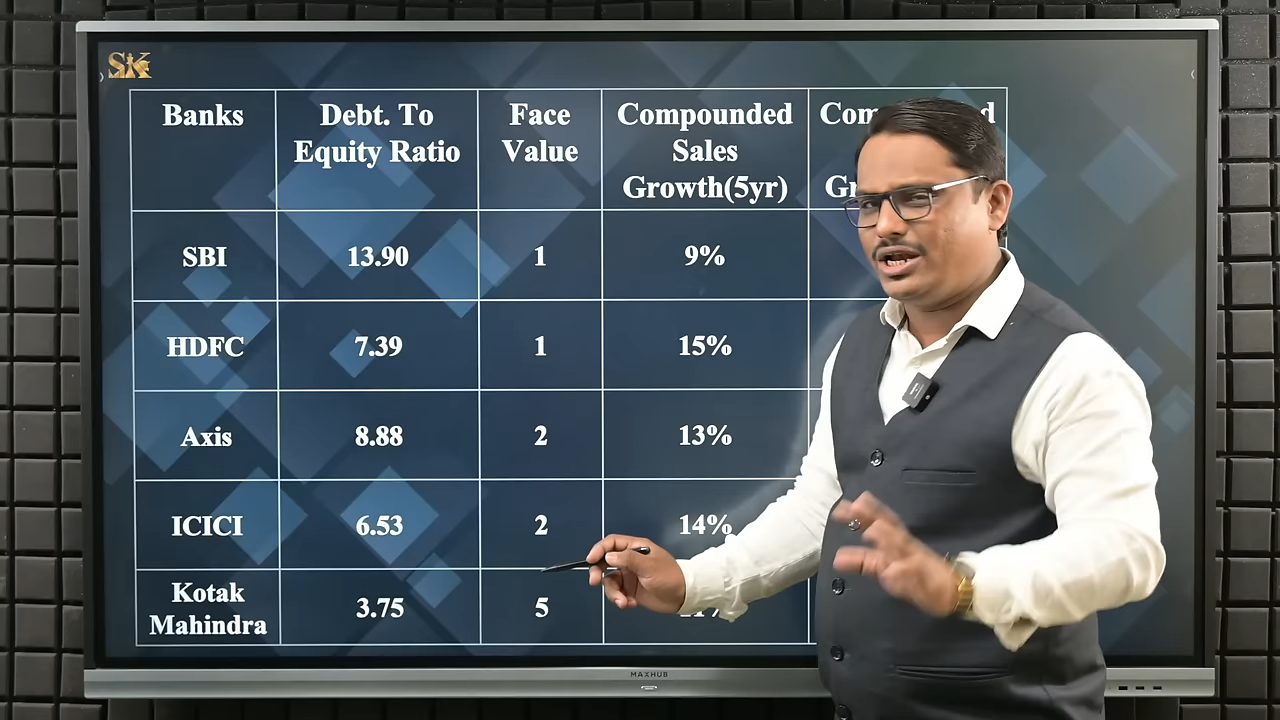 SK
Banks
Debt. To
Equity Ratio
Face
Value
Compounded
Sales
Growth(5yr)
SBI
13.90
1
9%
HDFC
7.39
1
15%
Axis
8.88
2
13%
ICICI
6.53
2
14%
Kotak
Mahindra
3.75
5
MAXHUB